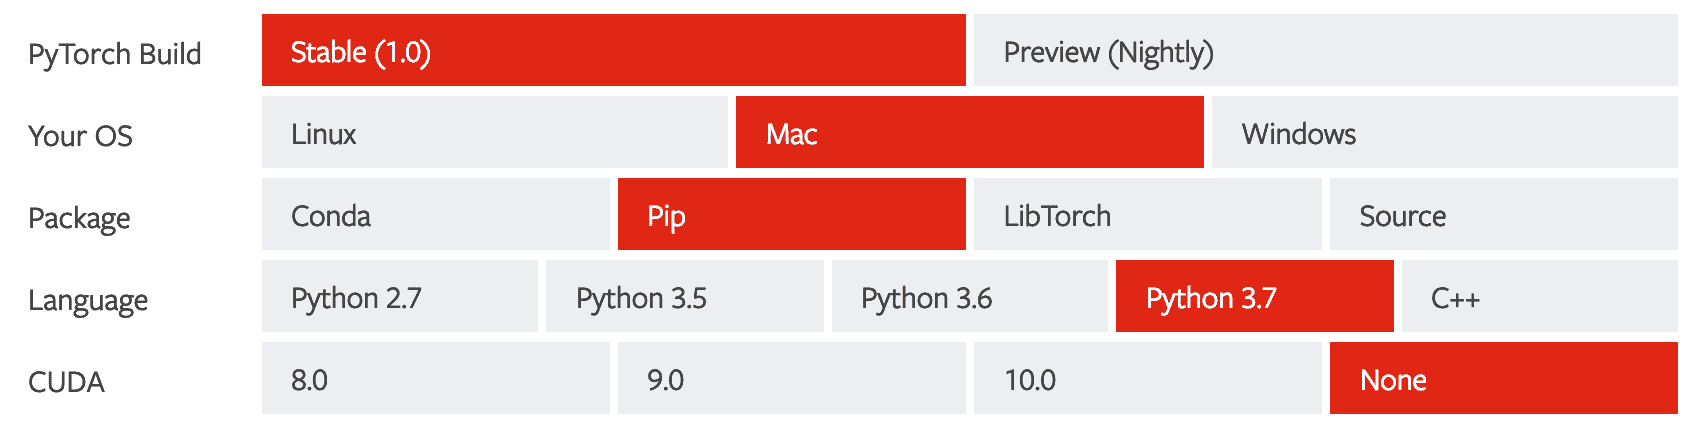 PyTorch Build Stable (1.0) Preview (Nightly)
Your OS Linux Mac Windows
Package Conda Pip LibTorch Source
Language Python 2.7 Python 3.5 Python 3.6 Python 3.7 C++
CUDA 8.0 9.0 10.0 None